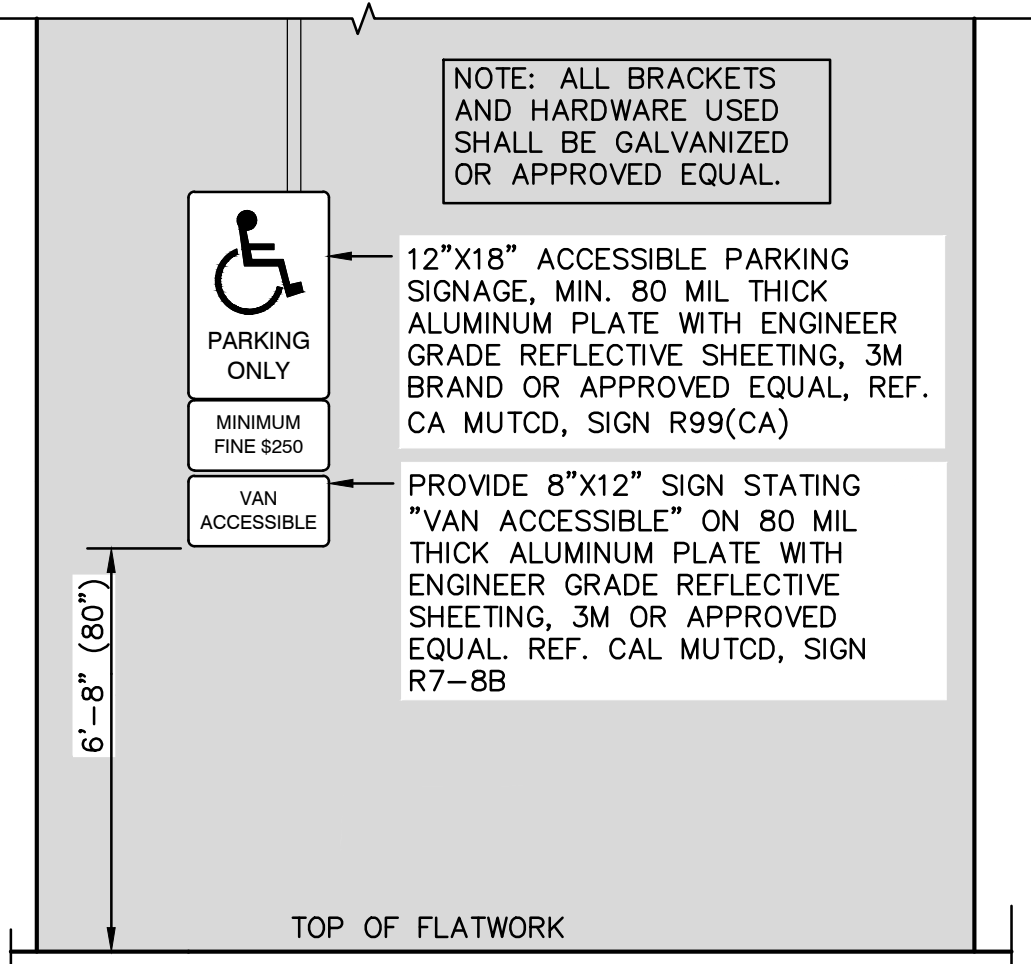 NOTE: ALL BRACKETS
AND HARDWARE USED
SHALL BE GALVANIZED
OR APPROVED EQUAL.
PARKING
ONLY
12”X18” ACCESSIBLE PARKING
SIGNAGE, MIN. 80 MIL THICK
ALUMINUM PLATE WITH ENGINEER
GRADE REFLECTIVE SHEETING, 3M
BRAND OR APPROVED EQUAL, REF.
CA MUTCD, SIGN R99(CA)
MINIMUM
FINE $250
VAN
ACCESSIBLE
PROVIDE 8”X12” SIGN STATING
”VAN ACCESSIBLE” ON 80 MIL
THICK ALUMINUM PLATE WITH
ENGINEER GRADE REFLECTIVE
SHEETING, 3M OR APPROVED
EQUAL. REF. CAL MUTCD, SIGN
R7–8B
6’–8” (80”)
TOP OF FLATWORK